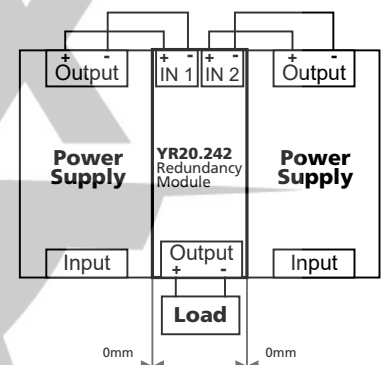 + - + - + - + -
Output IN 1 IN 2 Output
Power
Supply
YR20.242
Redundancy
Module
Power
Supply
Input
Output
+ -
Input
Load
0mm 0mm